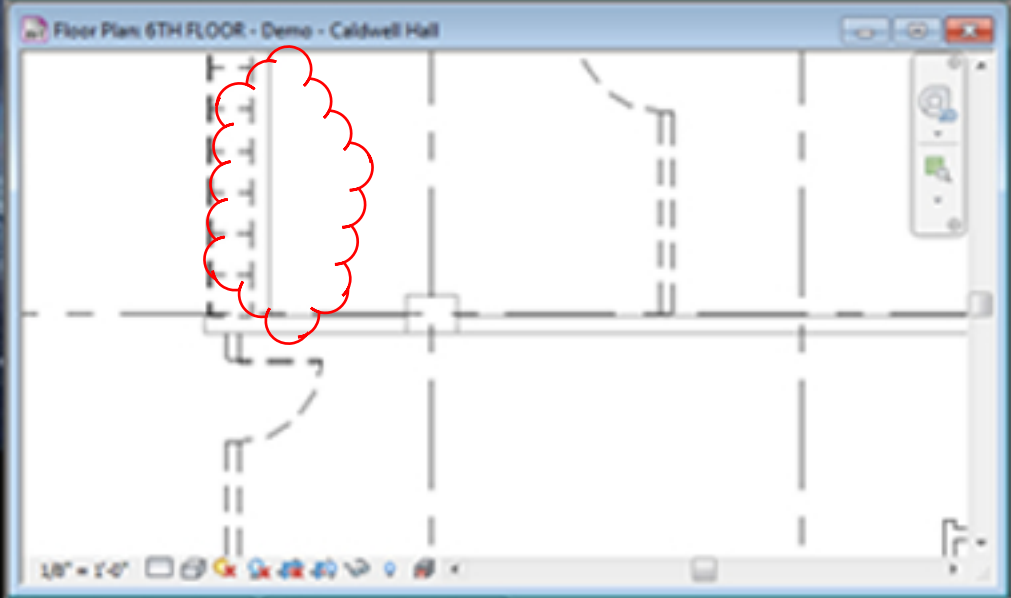 Floor Plan: 6TH FLOOR - Demo - Caldwell Hall
1/8" = 1'-0"